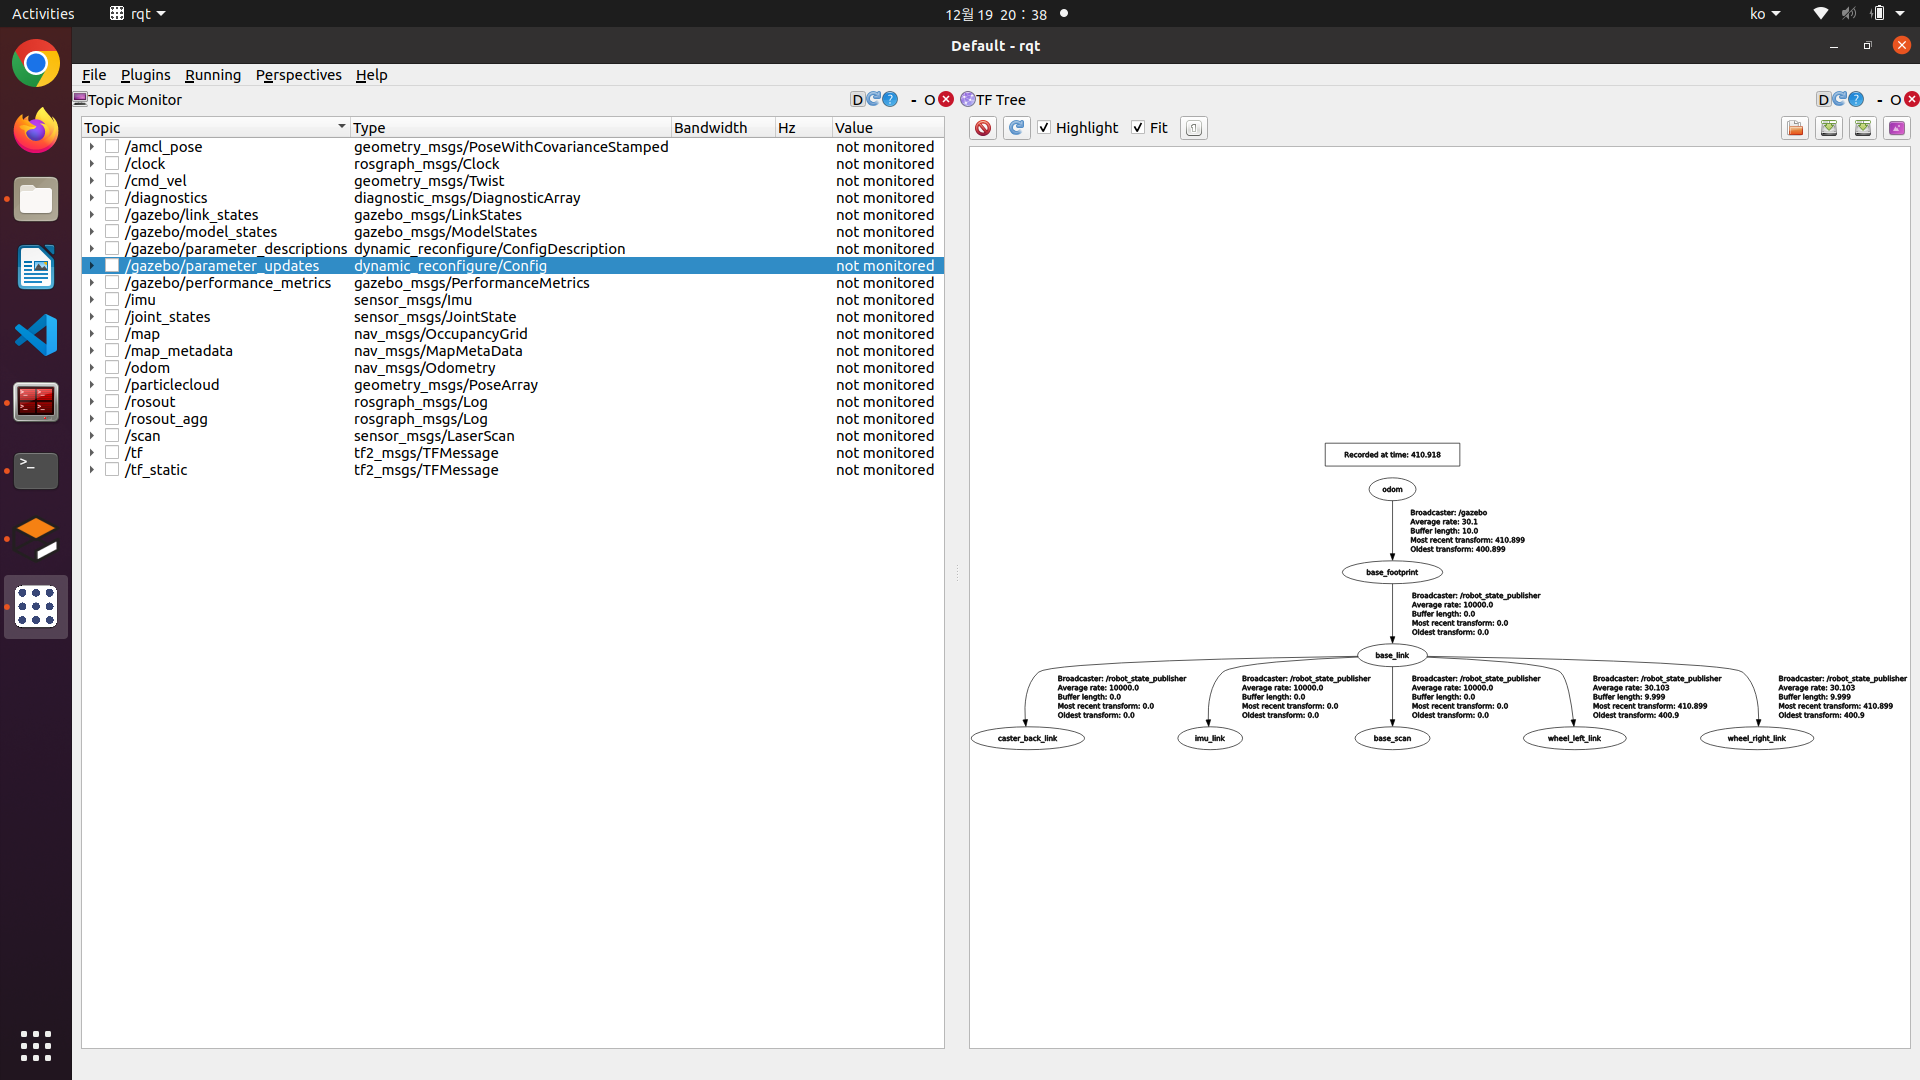 Activities
rqt
12월 19 20 : 38
ko
Default - rqt
File Plugins Running Perspectives Help
Topic Monitor
D
- O
TF Tree
D
- O
Topic Type Bandwidth Hz Value
/amcl_pose geometry_msgs/PoseWithCovarianceStamped not monitored
/clock rosgraph_msgs/Clock not monitored
/cmd_vel geometry_msgs/Twist not monitored
/diagnostics diagnostic_msgs/DiagnosticArray not monitored
/gazebo/link_states gazebo_msgs/LinkStates not monitored
/gazebo/model_states gazebo_msgs/ModelStates not monitored
/gazebo/parameter_descriptions dynamic_reconfigure/ConfigDescription not monitored
/gazebo/parameter_updates dynamic_reconfigure/Config not monitored
/gazebo/performance_metrics gazebo_msgs/PerformanceMetrics not monitored
/imu sensor_msgs/Imu not monitored
/joint_states sensor_msgs/JointState not monitored
/map nav_msgs/OccupancyGrid not monitored
/map_metadata nav_msgs/MapMetaData not monitored
/odom nav_msgs/Odometry not monitored
/particlecloud geometry_msgs/PoseArray not monitored
/rosout rosgraph_msgs/Log not monitored
/rosout_agg rosgraph_msgs/Log not monitored
/scan sensor_msgs/LaserScan not monitored
/tf tf2_msgs/TFMessage not monitored
/tf_static tf2_msgs/TFMessage not monitored
Highlight Fit
Recorded at time: 410.918
odom
Broadcaster: /gazebo
Average rate: 30.1
Buffer length: 10.0
Most recent transform: 410.899
Oldest transform: 400.899
base_footprint
Broadcaster: /robot_state_publisher
Average rate: 10000.0
Buffer length: 0.0
Most recent transform: 0.0
Oldest transform: 0.0
base_link
Broadcaster: /robot_state_publisher
Average rate: 10000.0
Buffer length: 0.0
Most recent transform: 0.0
Oldest transform: 0.0
Broadcaster: /robot_state_publisher
Average rate: 10000.0
Buffer length: 0.0
Most recent transform: 0.0
Oldest transform: 0.0
Broadcaster: /robot_state_publisher
Average rate: 10000.0
Buffer length: 0.0
Most recent transform: 0.0
Oldest transform: 0.0
Broadcaster: /robot_state_publisher
Average rate: 30.103
Buffer length: 9.999
Most recent transform: 410.899
Oldest transform: 400.9
Broadcaster: /robot_state_publisher
Average rate: 30.103
Buffer length: 9.999
Most recent transform: 410.899
Oldest transform: 400.9
caster_back_link
imu_link
base_scan
wheel_left_link
wheel_right_link